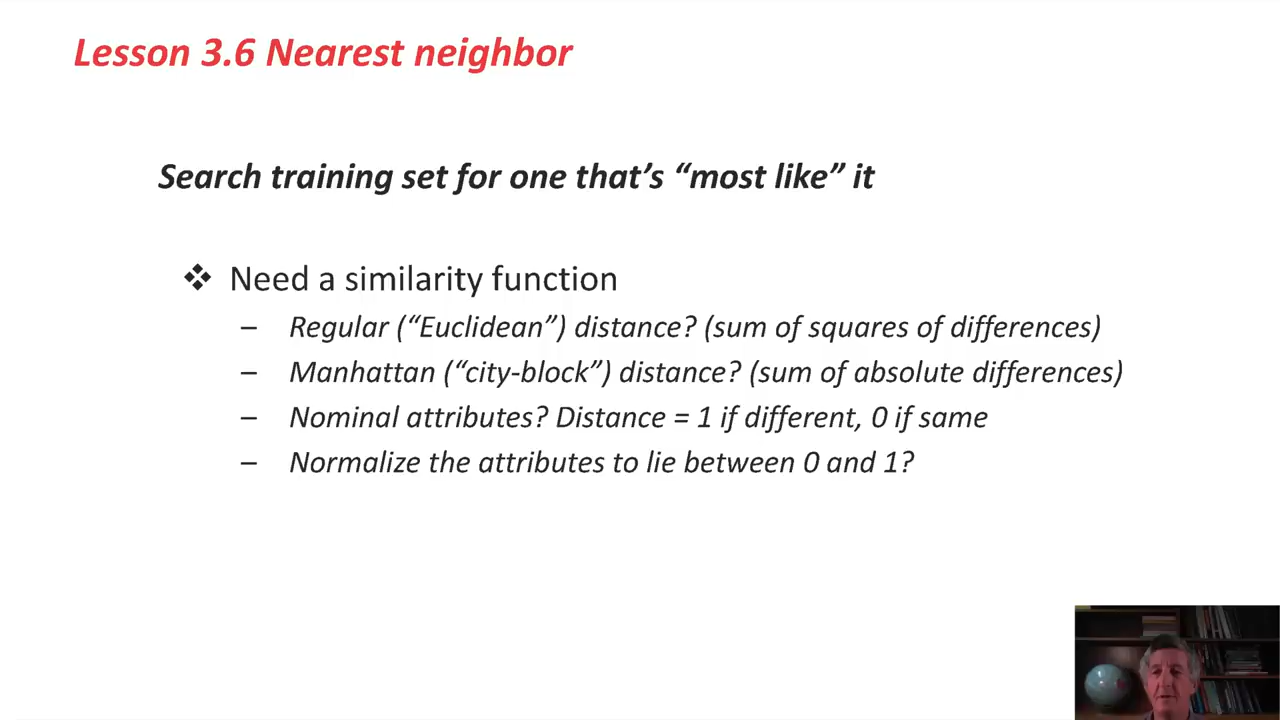 Lesson 3.6 Nearest neighbor
Search training set for one that’s “most like” it
❖ Need a similarity function
– Regular (“Euclidean”) distance? (sum of squares of differences)
– Manhattan (“city-block”) distance? (sum of absolute differences)
– Nominal attributes? Distance = 1 if different, 0 if same
– Normalize the attributes to lie between 0 and 1?